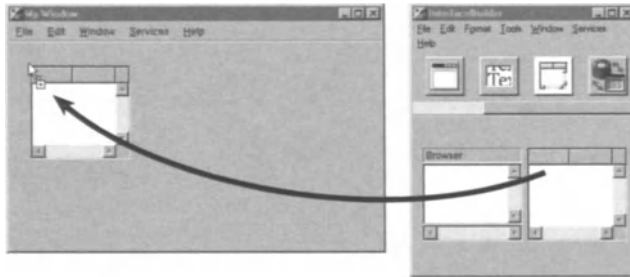 My Window
File Edit Window Services Help
InterfaceBuilder
File Edit Format Tools Window Services
Help
Browser